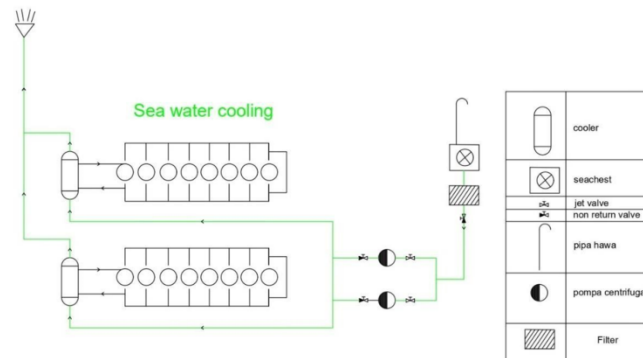 Sea water cooling
cooler
seachest
jet valve
non return valve
pipa hawa
pompa centrifuga
Filter